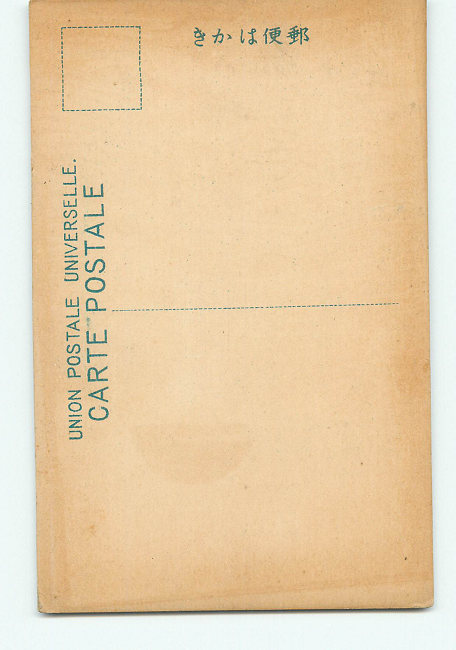 郵便はかき
UNION POSTALE UNIVERSELLE.
CARTE POSTALE